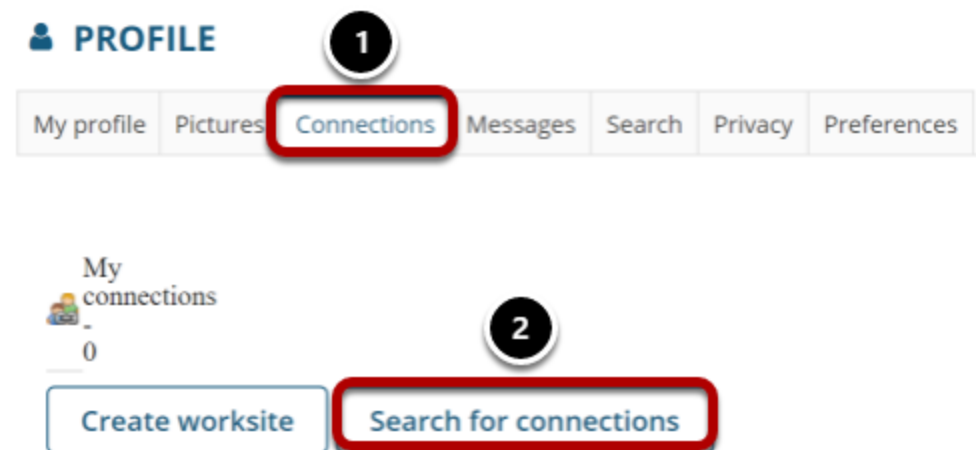 PROFILE
1
My profile Pictures Connections Messages Search Privacy Preferences
My
connections
-
0
2
Create worksite Search for connections